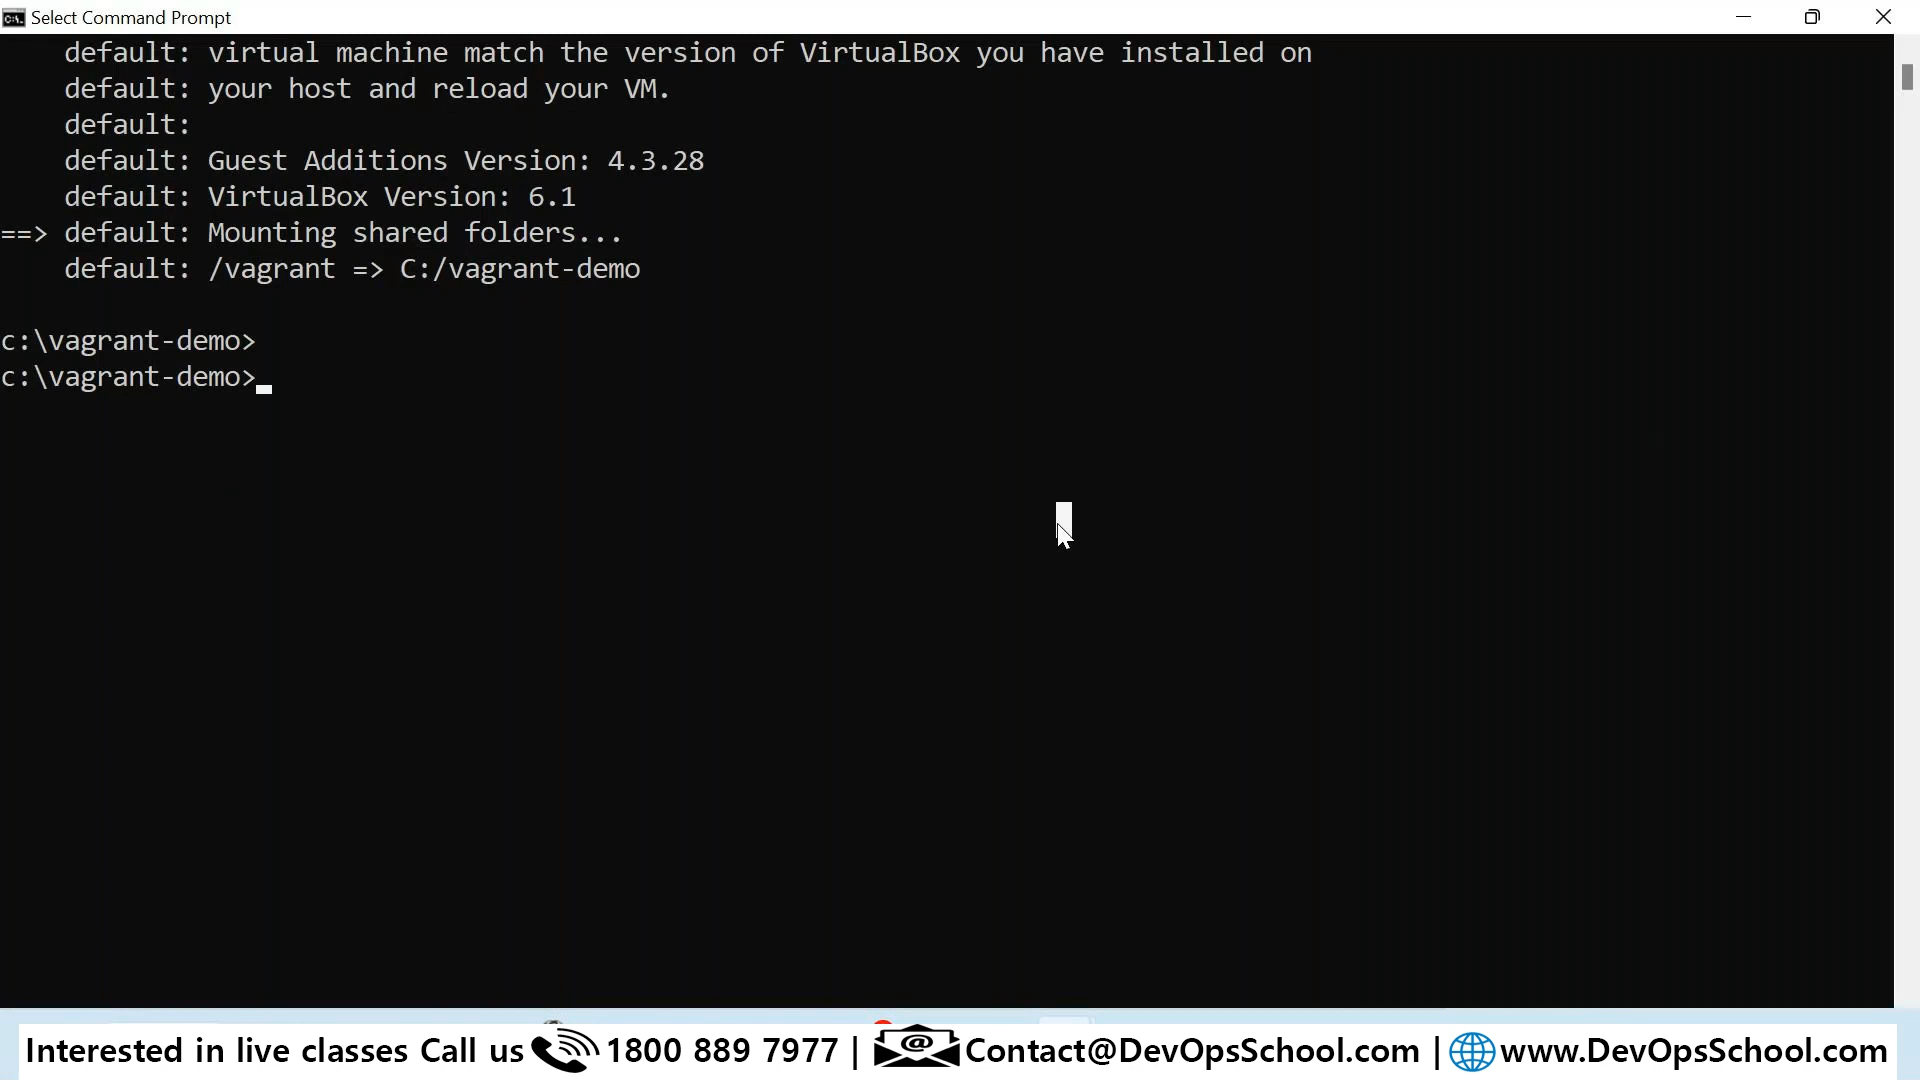 Select Command Prompt
default: virtual machine match the version of VirtualBox you have installed on
default: your host and reload your VM.
default:
default: Guest Additions Version: 4.3.28
default: VirtualBox Version: 6.1
==> default: Mounting shared folders...
default: /vagrant => C:/vagrant-demo
c:\vagrant-demo>
c:\vagrant-demo>
Interested in live classes Call us 1800 889 7977 | Contact@DevOpsSchool.com | www.DevOpsSchool.com